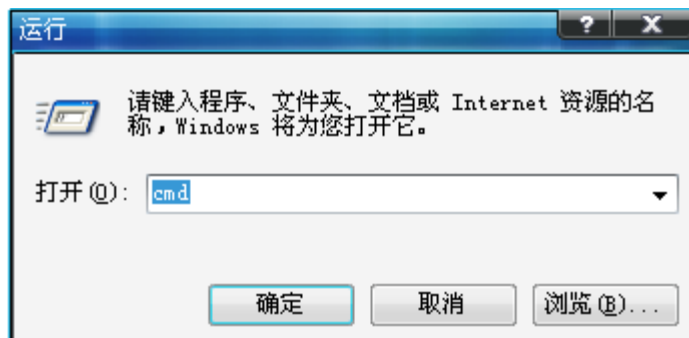 运行
请键入程序、文件夹、文档或 Internet 资源的名
称，Windows 将为您打开它。
打开(O)： cmd
确定 取消 浏览(B)...